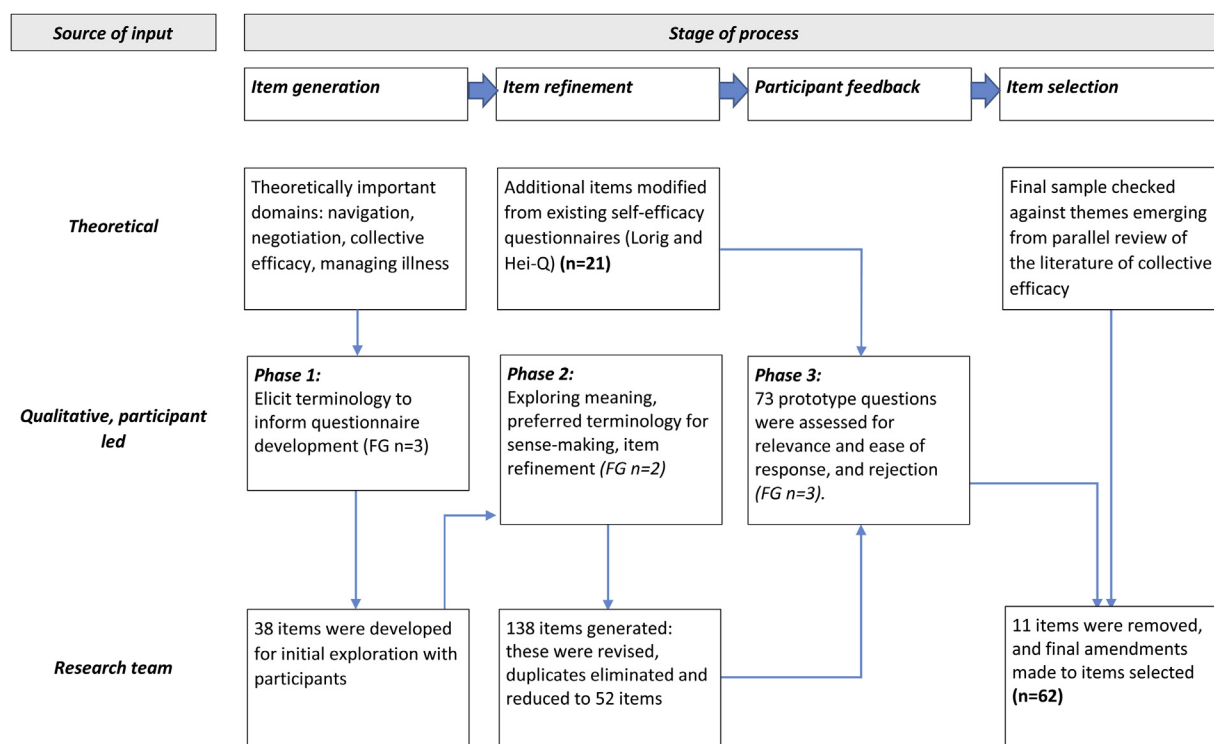 Source of input
Stage of process
Item generation
Item refinement
Participant feedback
Item selection
Theoretical
Theoretically important
domains: navigation,
negotiation, collective
efficacy, managing illness
Additional items modified
from existing self-efficacy
questionnaires (Lorig and
Hei-Q) (n=21)
Final sample checked
against themes emerging
from parallel review of
the literature of collective
efficacy
Qualitative, participant
led
Phase 1:
Elicit terminology to
inform questionnaire
development (FG n=3)
Phase 2:
Exploring meaning,
preferred terminology for
sense-making, item
refinement (FG n=2)
Phase 3:
73 prototype questions
were assessed for
relevance and ease of
response, and rejection
(FG n=3).
Research team
38 items were developed
for initial exploration with
participants
138 items generated:
these were revised,
duplicates eliminated and
reduced to 52 items
11 items were removed,
and final amendments
made to items selected
(n=62)